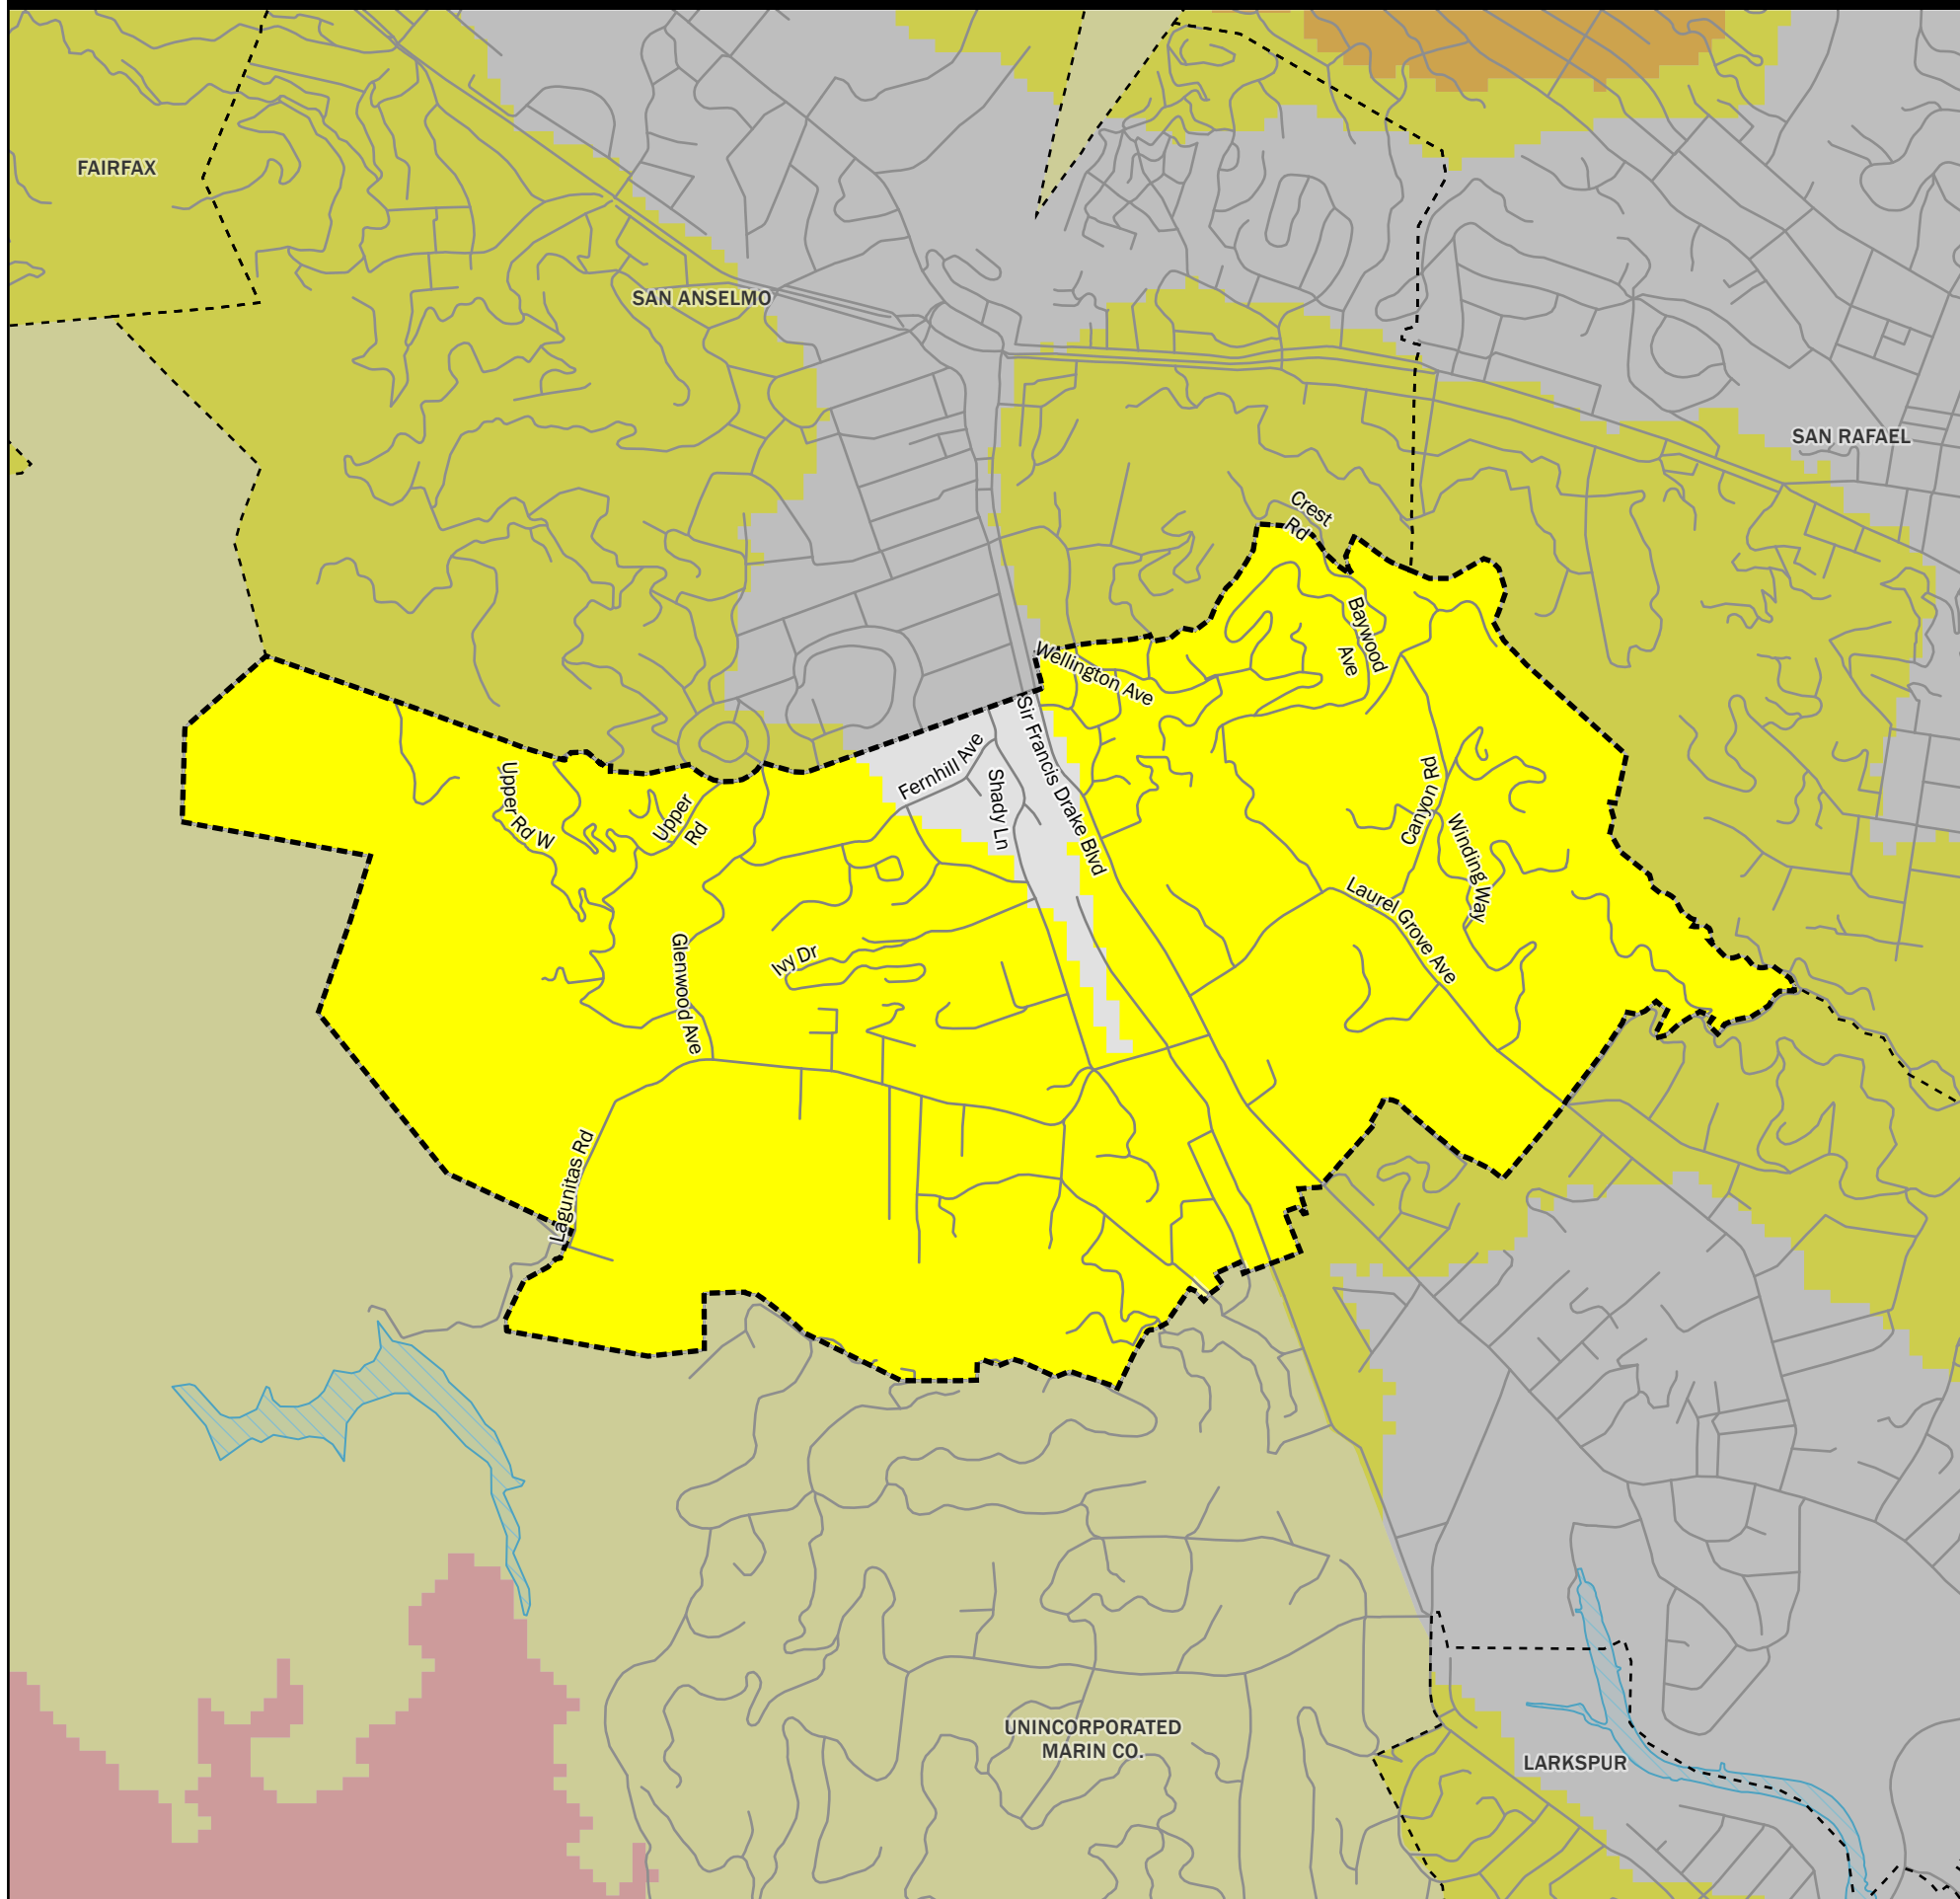 FAIRFAX
SAN ANSELMO
SAN RAFAEL
Crest
Rd
Baywood
Ave
Wellington Ave
Sir Francis Drake Blvd
Fernhill Ave
Shady Ln
Upper
Rd W
Upper
Rd
Canyon Rd
Winding Way
Laurel Grove Ave
Glenwood Ave
Ivy Dr
Lagunitas Rd
UNINCORPORATED
MARIN CO.
LARKSPUR